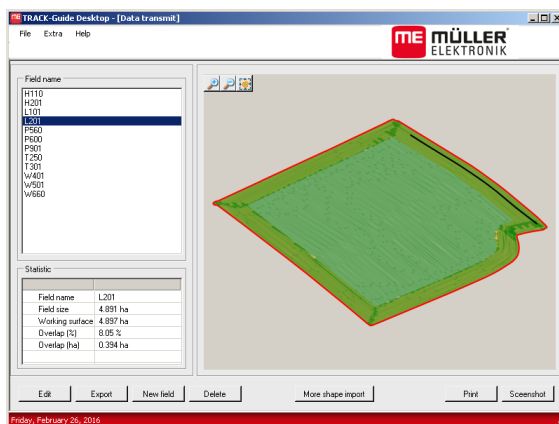 ME TRACK-Guide Desktop - [Data transmit]
File Extra Help
ME MÜLLER
ELEKTRONIK
Field name
H110
H201
L101
L201
P560
P600
P901
T250
T301
W401
W501
W660
Statistic
Field name L201
Field size 4.891 ha
Working surface 4.897 ha
Overlap (%) 8.05 %
Overlap (ha) 0.394 ha
Edit Export New field Delete More shape import Print Sceenshot
Friday, February 26, 2016